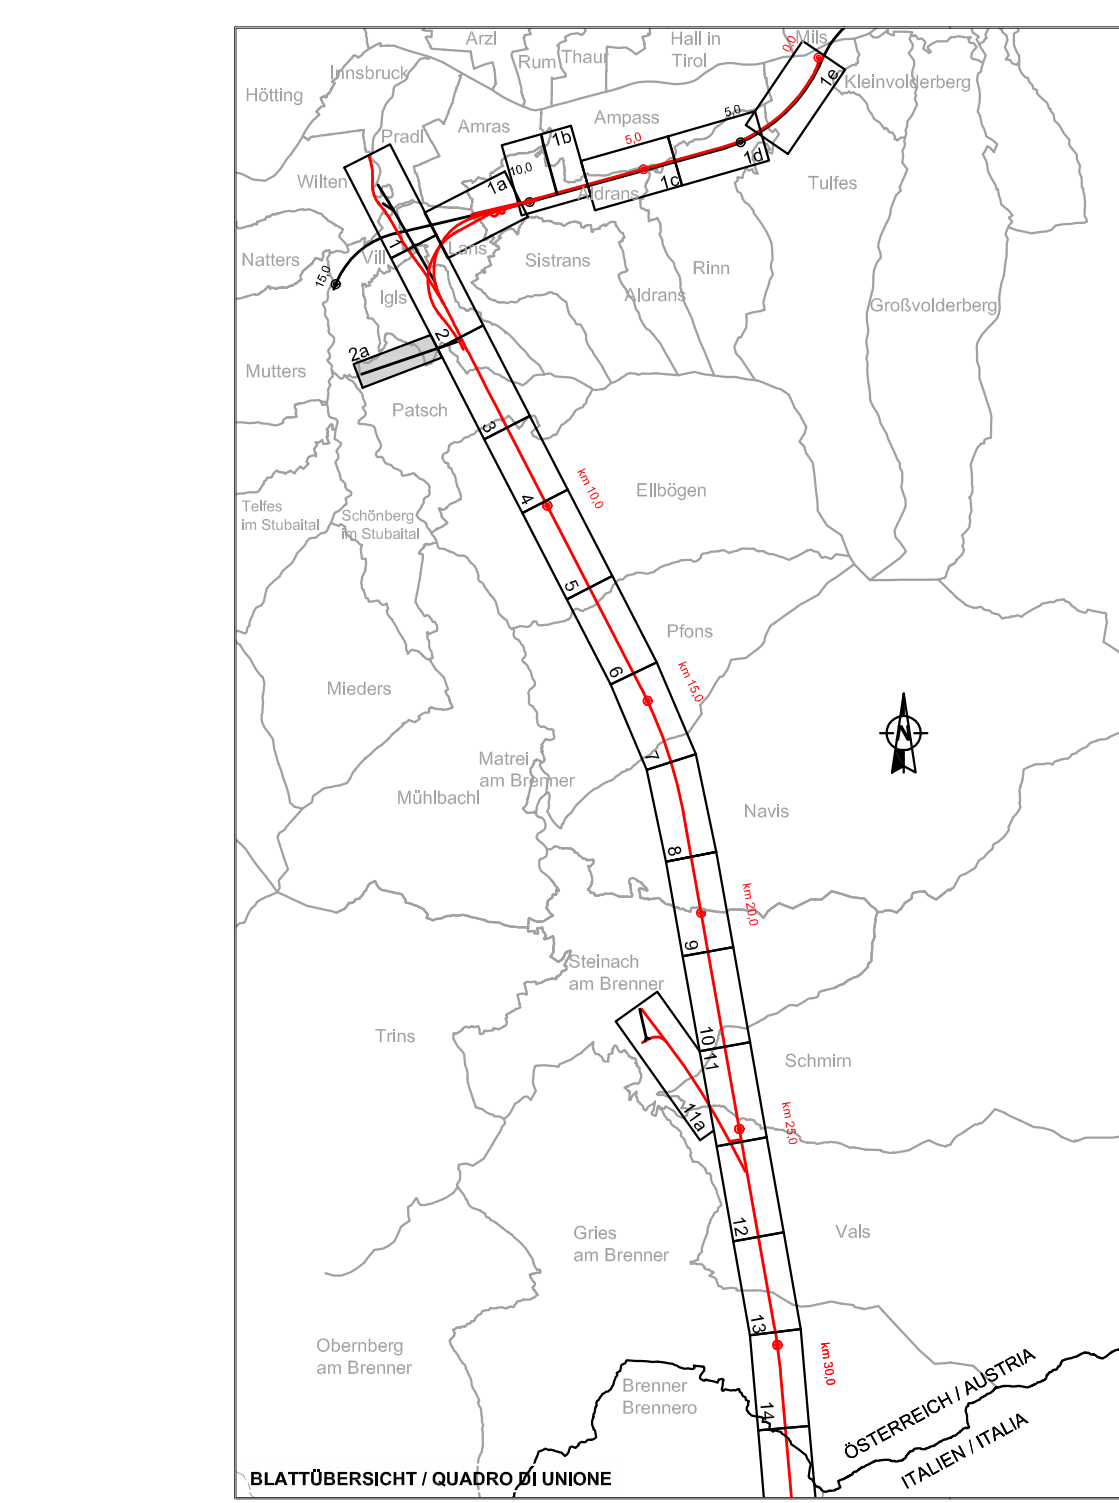 Arzl
Hall in
Tirol
Mils
0,0
Rum
Thaur
Innsbruck
Hötting
1e
Kleinvolderberg
Ampass
5,0
Amras
Pradl
1b
5,0
10,0
1d
Wilten
1a
1c
Aldrans
Tulfes
1
Lans
Vill
Natters
Sistrans
Rinn
15,0
Igls
Aldrans
Großvolderberg
2
2a
Mutters
Patsch
3
km 10,0
Ellbögen
4
Telfes
im Stubaital
Schönberg
im Stubaital
5
Pfons
6
km 15,0
Mieders
N
7
Matrei
am Brenner
Mühlbachl
Navis
8
km 20,0
9
Steinach
am Brenner
10
11
Trins
Schmirn
11a
km 25,0
12
Gries
am Brenner
Vals
13
km 30,0
Obernberg
am Brenner
Brenner
Brennero
14
ÖSTERREICH / AUSTRIA
ITALIEN / ITALIA
BLATTÜBERSICHT / QUADRO DI UNIONE